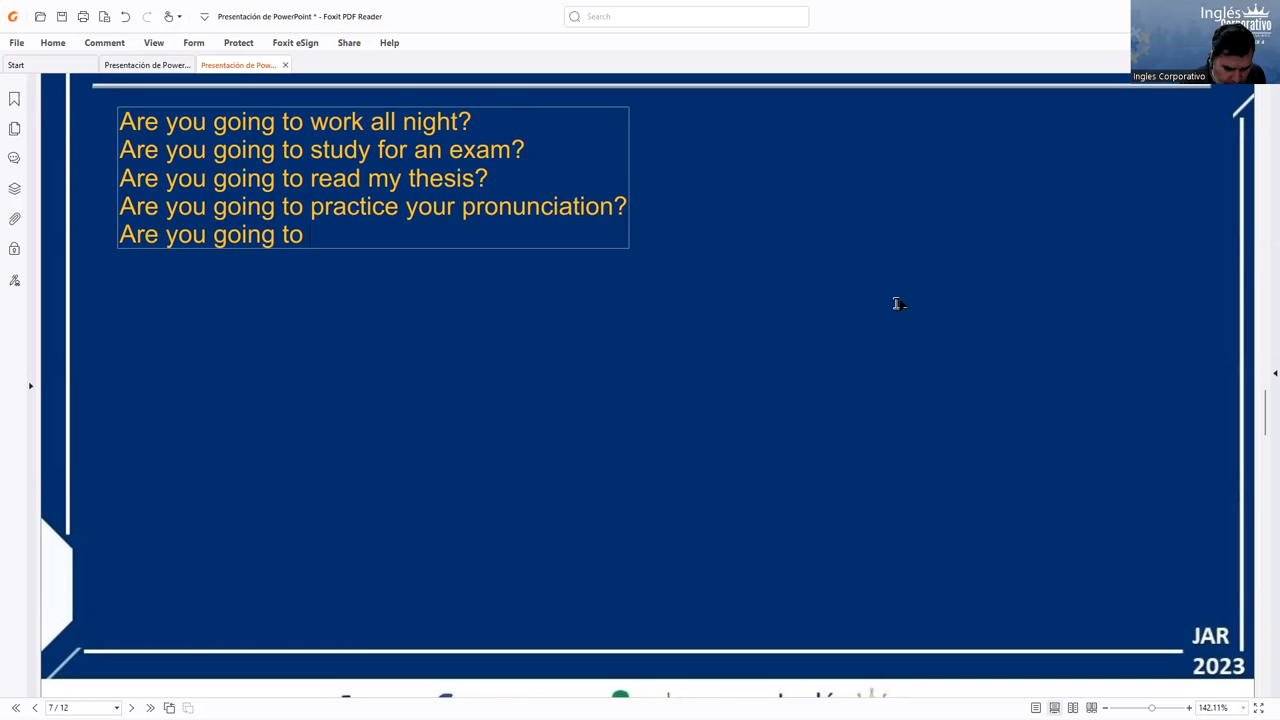 Presentación de PowerPoint * - Foxit PDF Reader
Search
File Home Comment View Form Protect Foxit eSign Share Help
Start
Presentación de Power...
Presentación de Pow...
Inglés
Corporativo
Ingles Corporativo
Are you going to work all night?
Are you going to study for an exam?
Are you going to read my thesis?
Are you going to practice your pronunciation?
Are you going to
JAR
2023
7 / 12
142.11%